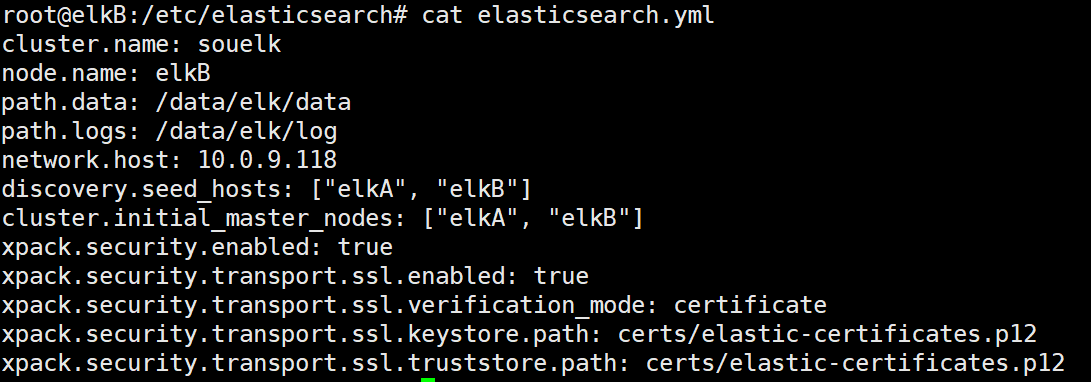 root@elkB:/etc/elasticsearch# cat elasticsearch.yml
cluster.name: souelk
node.name: elkB
path.data: /data/elk/data
path.logs: /data/elk/log
network.host: 10.0.9.118
discovery.seed_hosts: ["elkA", "elkB"]
cluster.initial_master_nodes: ["elkA", "elkB"]
xpack.security.enabled: true
xpack.security.transport.ssl.enabled: true
xpack.security.transport.ssl.verification_mode: certificate
xpack.security.transport.ssl.keystore.path: certs/elastic-certificates.p12
xpack.security.transport.ssl.truststore.path: certs/elastic-certificates.p12